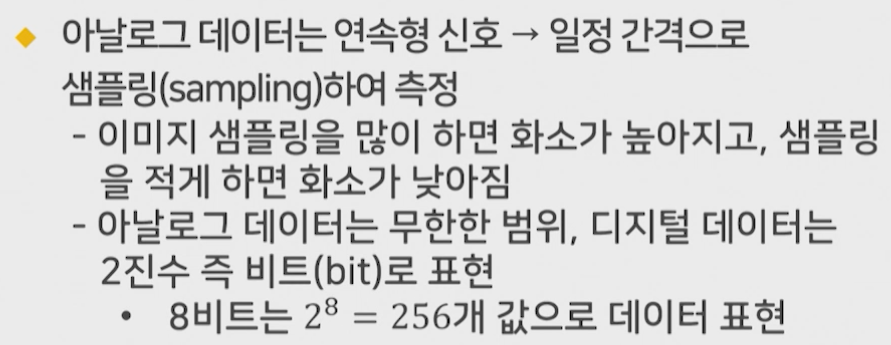 ◆ 아날로그 데이터는 연속형 신호 → 일정 간격으로
샘플링(sampling)하여 측정
- 이미지 샘플링을 많이 하면 화소가 높아지고, 샘플링
을 적게 하면 화소가 낮아짐
- 아날로그 데이터는 무한한 범위, 디지털 데이터는
2진수 즉 비트(bit)로 표현
• 8비트는 2⁸ = 256개 값으로 데이터 표현